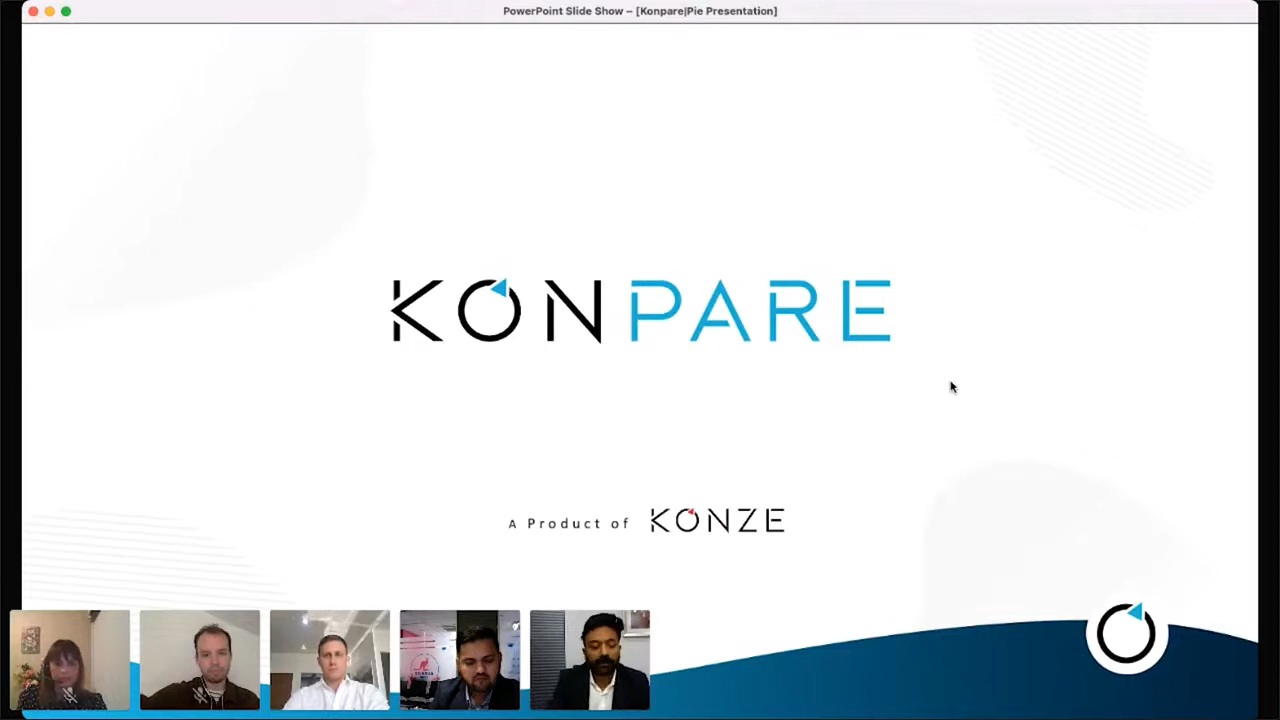 PowerPoint Slide Show – [Konpare|Pie Presentation]
KONPARE
A Product of KONZE